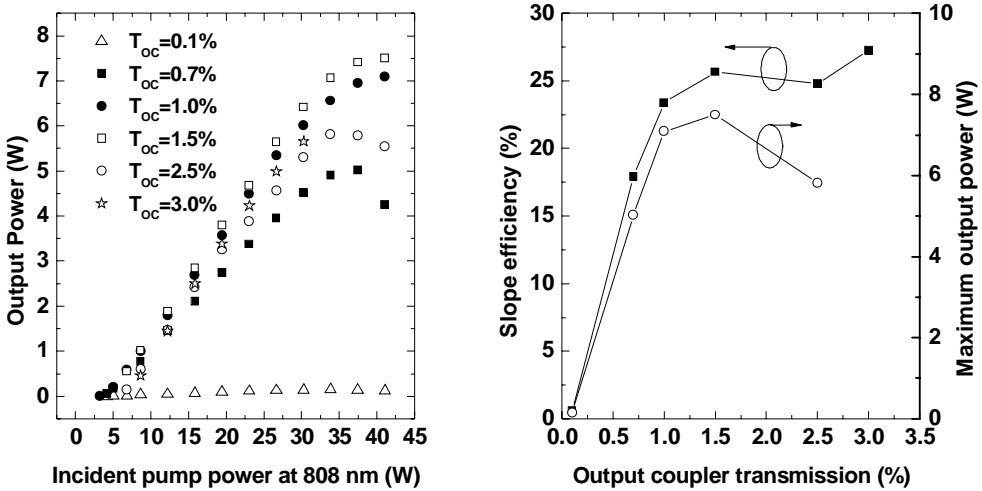 8
7
6
5
4
3
2
1
0
Output Power (W)
T_OC=0.1%
T_OC=0.7%
T_OC=1.0%
T_OC=1.5%
T_OC=2.5%
T_OC=3.0%
0 5 10 15 20 25 30 35 40 45
Incident pump power at 808 nm (W)
30
25
20
15
10
5
0
Slope efficiency (%)
10
8
6
4
2
0
Maximum output power (W)
0.0 0.5 1.0 1.5 2.0 2.5 3.0 3.5
Output coupler transmission (%)